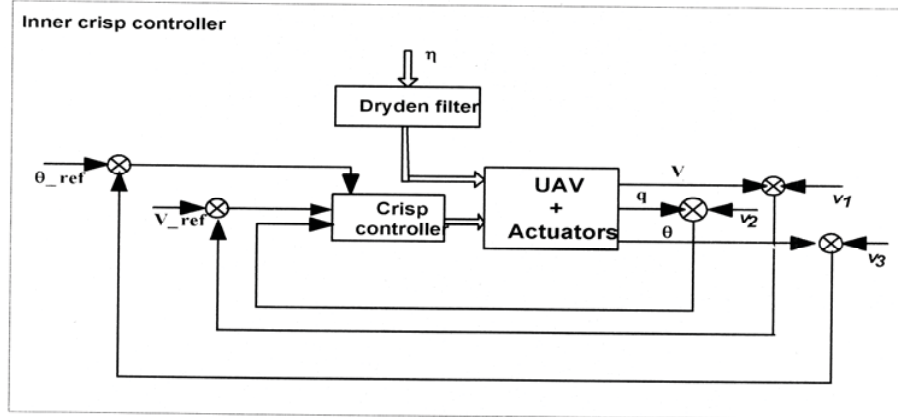 Inner crisp controller
η
Dryden filter
θ_ref
V_ref
Crisp
controlle
UAV
+
Actuators
V
q
θ
v1
v2
v3